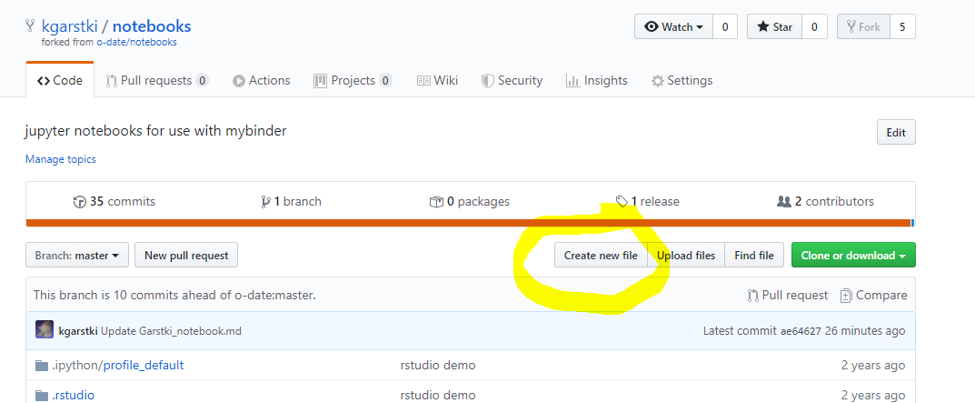 kgarstki / notebooks
forked from o-date/notebooks
Watch 0 Star 0 Fork 5
Code Pull requests 0 Actions Projects 0 Wiki Security Insights Settings
jupyter notebooks for use with mybinder
Edit
Manage topics
35 commits 1 branch 0 packages 1 release 2 contributors
Branch: master New pull request Create new file Upload files Find file Clone or download
This branch is 10 commits ahead of o-date:master. Pull request Compare
kgarstki Update Garstki_notebook.md Latest commit ae64627 26 minutes ago
.ipython/profile_default rstudio demo 2 years ago
.rstudio rstudio demo 2 years ago